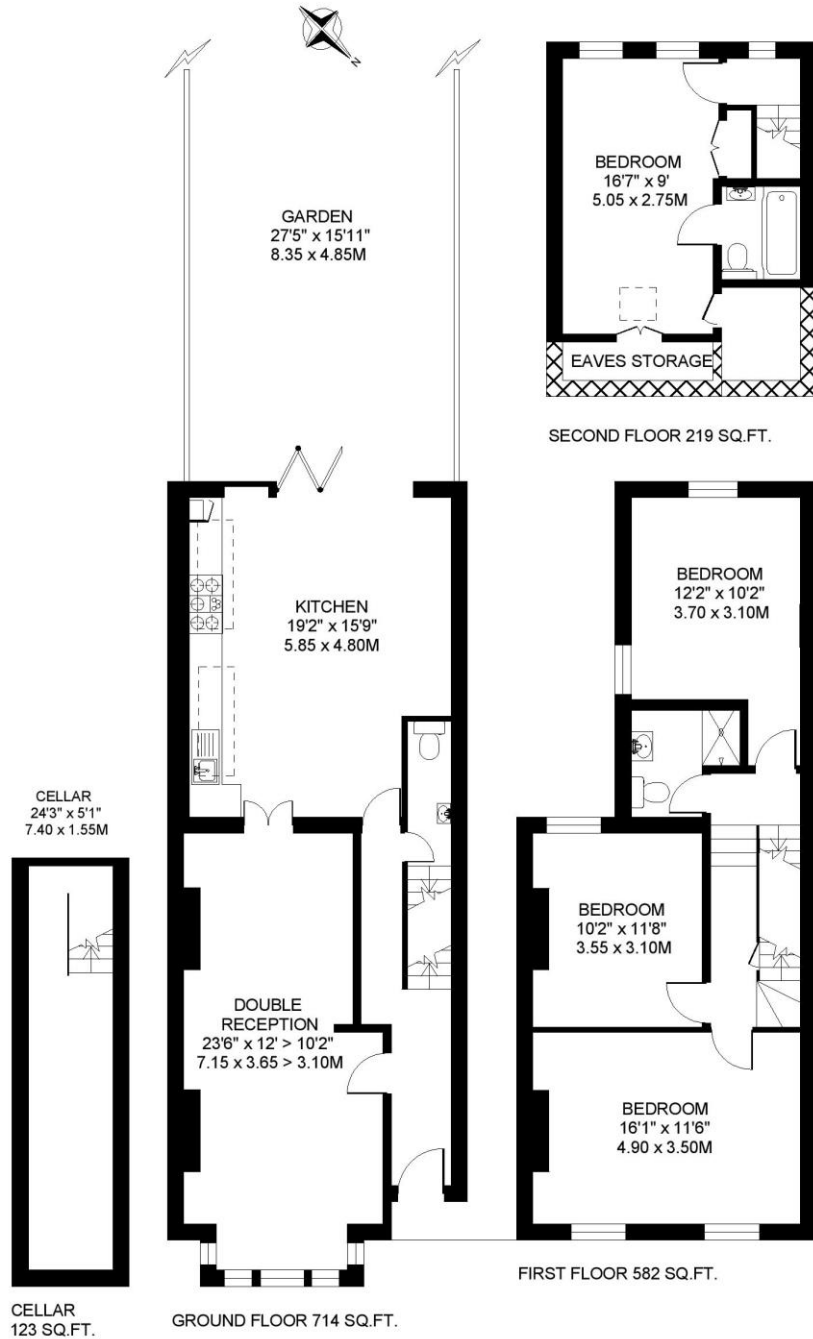 N
GARDEN
27'5" x 15'11"
8.35 x 4.85M
BEDROOM
16'7" x 9'
5.05 x 2.75M
EAVES STORAGE
SECOND FLOOR 219 SQ.FT.
KITCHEN
19'2" x 15'9"
5.85 x 4.80M
BEDROOM
12'2" x 10'2"
3.70 x 3.10M
CELLAR
24'3" x 5'1"
7.40 x 1.55M
DOUBLE
RECEPTION
23'6" x 12' > 10'2"
7.15 x 3.65 > 3.10M
BEDROOM
10'2" x 11'8"
3.55 x 3.10M
BEDROOM
16'1" x 11'6"
4.90 x 3.50M
CELLAR
123 SQ.FT.
GROUND FLOOR 714 SQ.FT.
FIRST FLOOR 582 SQ.FT.